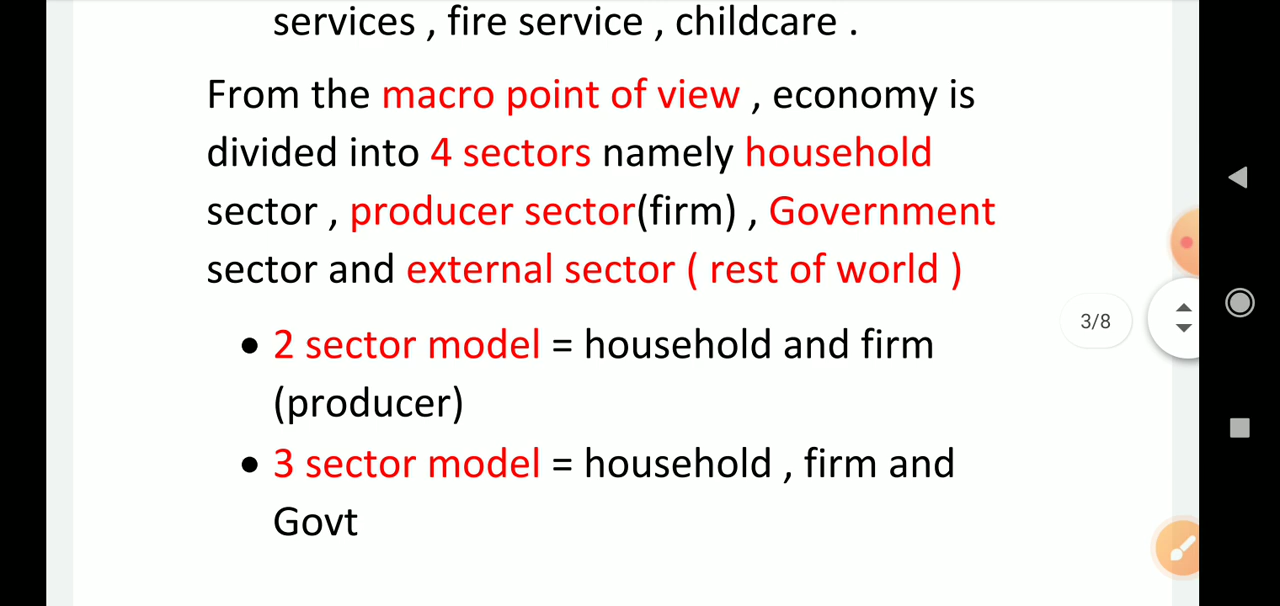 services , fire service , childcare .
From the macro point of view , economy is
divided into 4 sectors namely household
sector , producer sector(firm) , Government
sector and external sector ( rest of world )
• 2 sector model = household and firm
(producer)
• 3 sector model = household , firm and
Govt
3/8